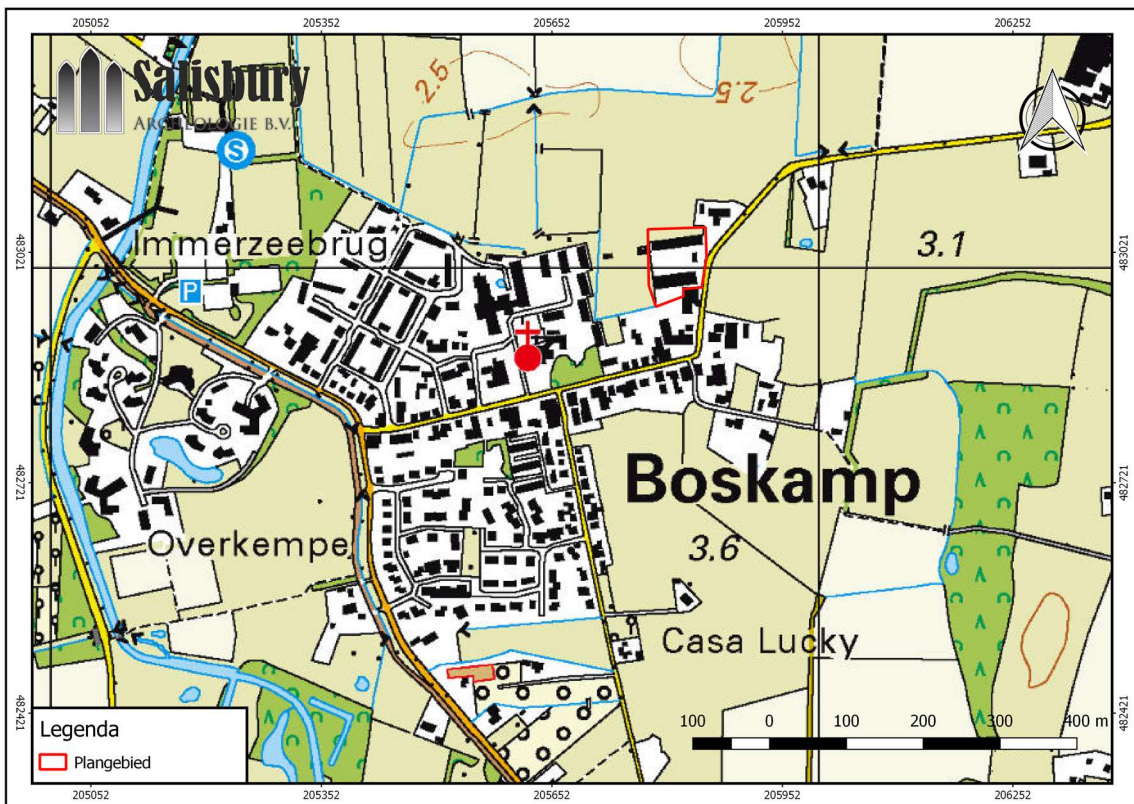 205052 205352 205652 205952 206252
Salisbury
ARCHEOLOGIE B.V.
S
2.5
2.5
483021
483021
Immerzeebrug
3.1
P
482721
482721
Boskamp
Overkempe
3.6
Casa Lucky
482421
482421
Legenda
Plangebied
100 0 100 200 300 400 m
205052 205352 205652 205952 206252